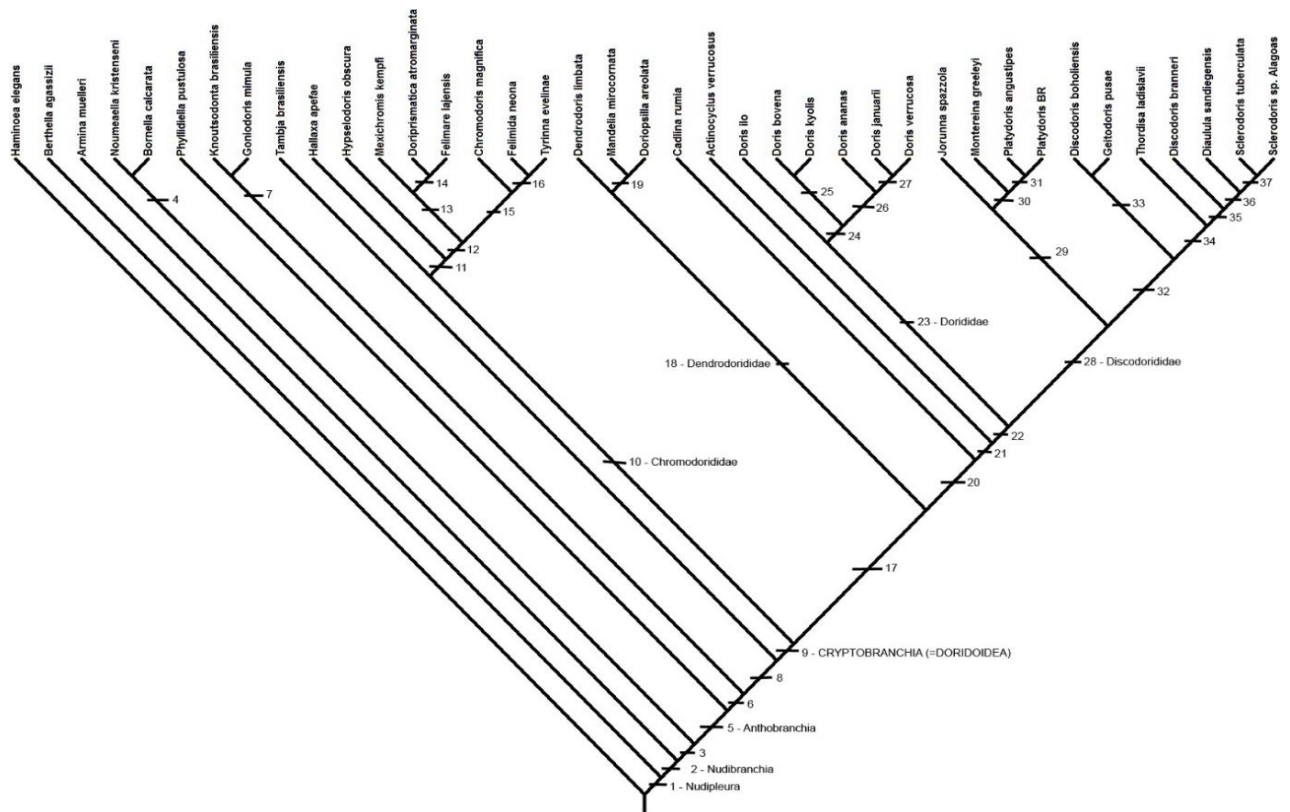 Haminoea elegans
Berthella agassizii
Armina muelleri
Noumeaella kristenseni
Bornella calcarata
Phyllidiella pustulosa
Knoutsodonta brasiliensis
Goniodoris mimula
Tambja brasiliensis
Hallaxa apefae
Hypselodoris obscura
Mexichromis kempfi
Doriprismatica atromarginata
Felimare lajensis
Chromodoris magnifica
Felimida neona
Tyrinna evelinae
Dendrodoris limbata
Mandelia mirocornata
Doriopsilla areolata
Cadlina rumia
Actinocyclus verrucosus
Doris ilo
Doris bovena
Doris kyolis
Doris ananas
Doris januarii
Doris verrucosa
Jorunna spazzola
Montereina greeleyi
Platydoris angustipes
Platydoris BR
Discodoris boholiensis
Geitodoris pusae
Thordisa ladislavii
Discodoris branneri
Diaulula sandiegensis
Sclerodoris tuberculata
Sclerodoris sp. Alagoas
14
16
19
31
27
37
7
4
25
30
36
13
15
26
33
35
24
34
12
11
29
32
23 - Dorididae
18 - Dendrodorididae
28 - Discodorididae
22
21
10 - Chromodorididae
20
17
9 - CRYPTOBRANCHIA (=DORIDOIDEA)
8
6
5 - Anthobranchia
3
2 - Nudibranchia
1 - Nudipleura